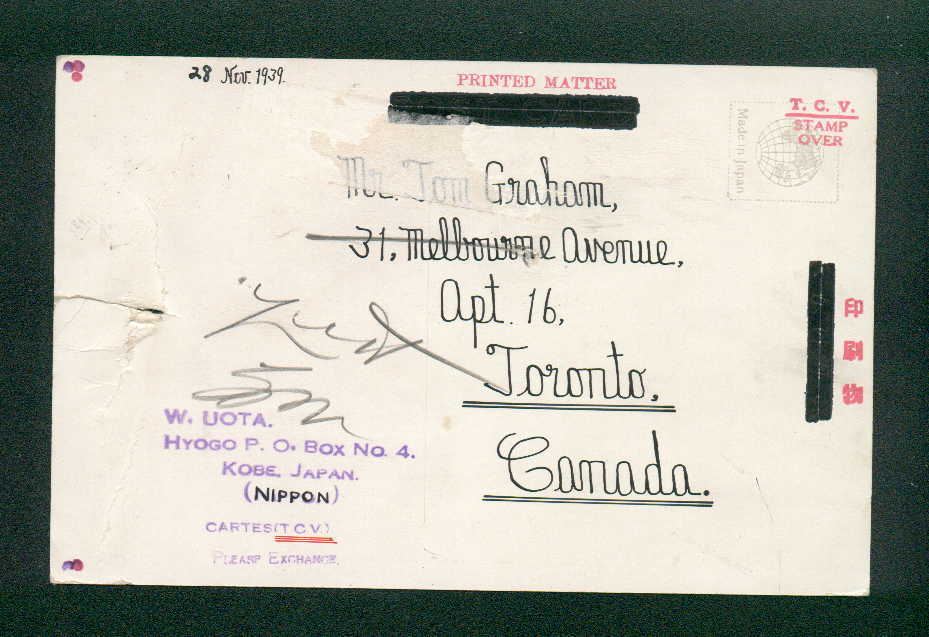 28 Nov. 1939.
PRINTED MATTER
T. C. V.
STAMP
OVER
Made in Japan
Mr. Tom Graham,
31, Melbourne Avenue,
Apt. 16,
Toronto,
Canada.
印刷物
W. UOTA.
HYOGO P. O. BOX No. 4.
KOBE, JAPAN.
(NIPPON)
CARTES(T C V.)
PLEASE EXCHANGE.